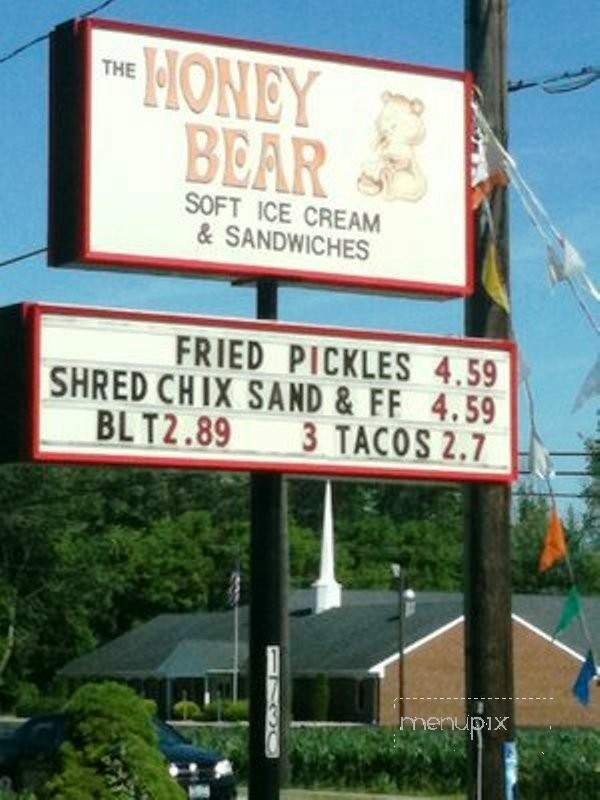 THE HONEY
BEAR
SOFT ICE CREAM
& SANDWICHES
FRIED PICKLES 4.59
SHRED CHIX SAND & FF 4.59
BLT 2.89 3 TACOS 2.7
1730
menupix